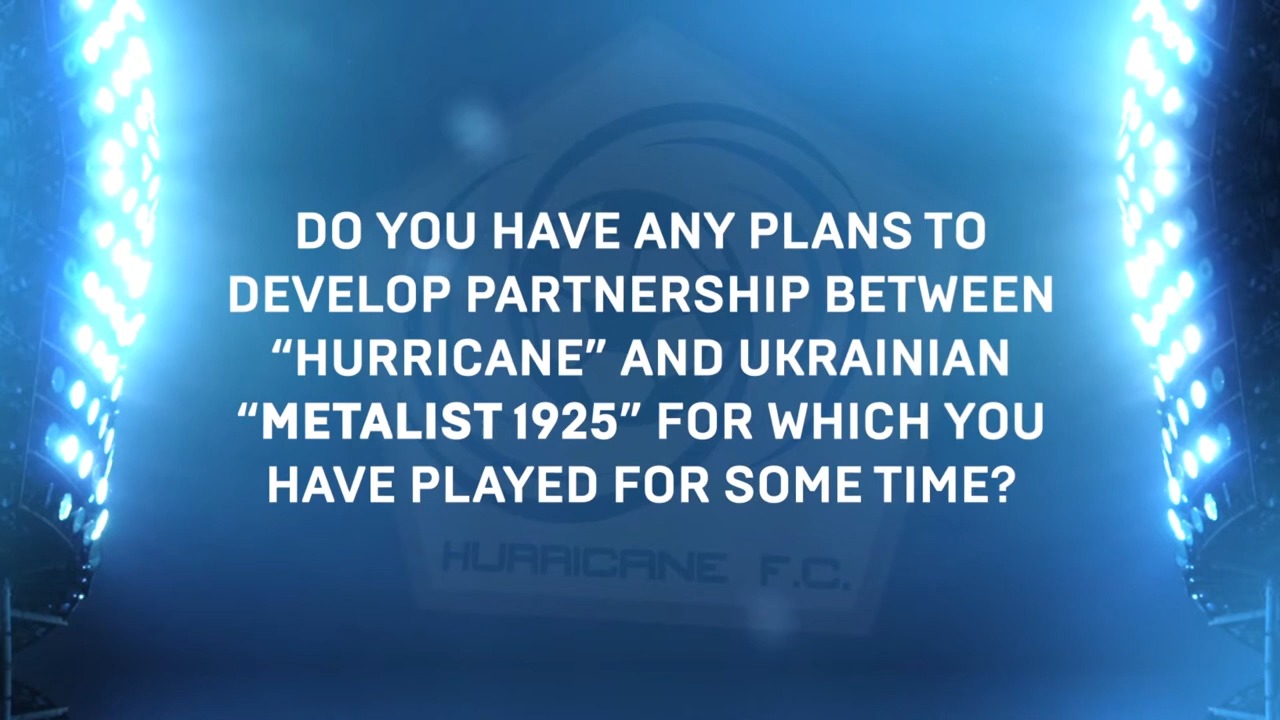 DO YOU HAVE ANY PLANS TO
DEVELOP PARTNERSHIP BETWEEN
“HURRICANE” AND UKRAINIAN
“METALIST 1925” FOR WHICH YOU
HAVE PLAYED FOR SOME TIME?
HURRICANE F.C.